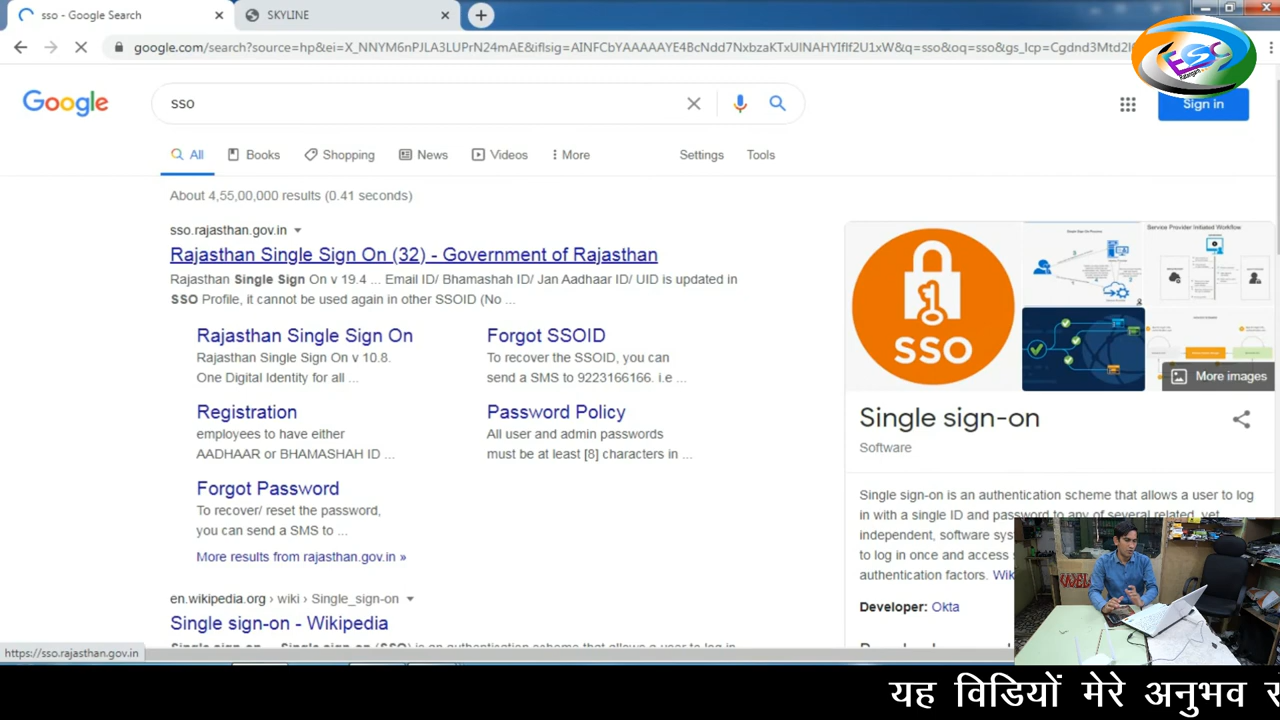 sso - Google Search
SKYLINE
google.com/search?source=hp&ei=X_NNYM6nPJLA3LUPrN24mAE&iflsig=AINFCbYAAAAAYE4BcNdd7NxbzaKTxUlNAHYIflf2U1xW&q=sso&oq=sso&gs_lcp=Cgdnd3Mtd2l
ESC
Google
sso
Sign in
All
Books
Shopping
News
Videos
More
Settings
Tools
About 4,55,00,000 results (0.41 seconds)
sso.rajasthan.gov.in
Rajasthan Single Sign On (32) - Government of Rajasthan
Rajasthan Single Sign On v 19.4 ... Email ID/ Bhamashah ID/ Jan Aadhaar ID/ UID is updated in
SSO Profile, it cannot be used again in other SSOID (No ...
Rajasthan Single Sign On
Rajasthan Single Sign On v 10.8.
One Digital Identity for all ...
Forgot SSOID
To recover the SSOID, you can
send a SMS to 9223166166. i.e ...
Registration
employees to have either
AADHAAR or BHAMASHAH ID ...
Password Policy
All user and admin passwords
must be at least [8] characters in ...
Forgot Password
To recover/ reset the password,
you can send a SMS to ...
More results from rajasthan.gov.in »
en.wikipedia.org › wiki › Single_sign-on
Single sign-on - Wikipedia
SSO
Service Provider Initiated Workflow
More images
Single sign-on
Software
Single sign-on is an authentication scheme that allows a user to log
in with a single ID and password to any of several related, yet
independent, software sys
to log in once and access
authentication factors. Wik
Developer: Okta
https://sso.rajasthan.gov.in
यह विडियों मेरे अनुभव